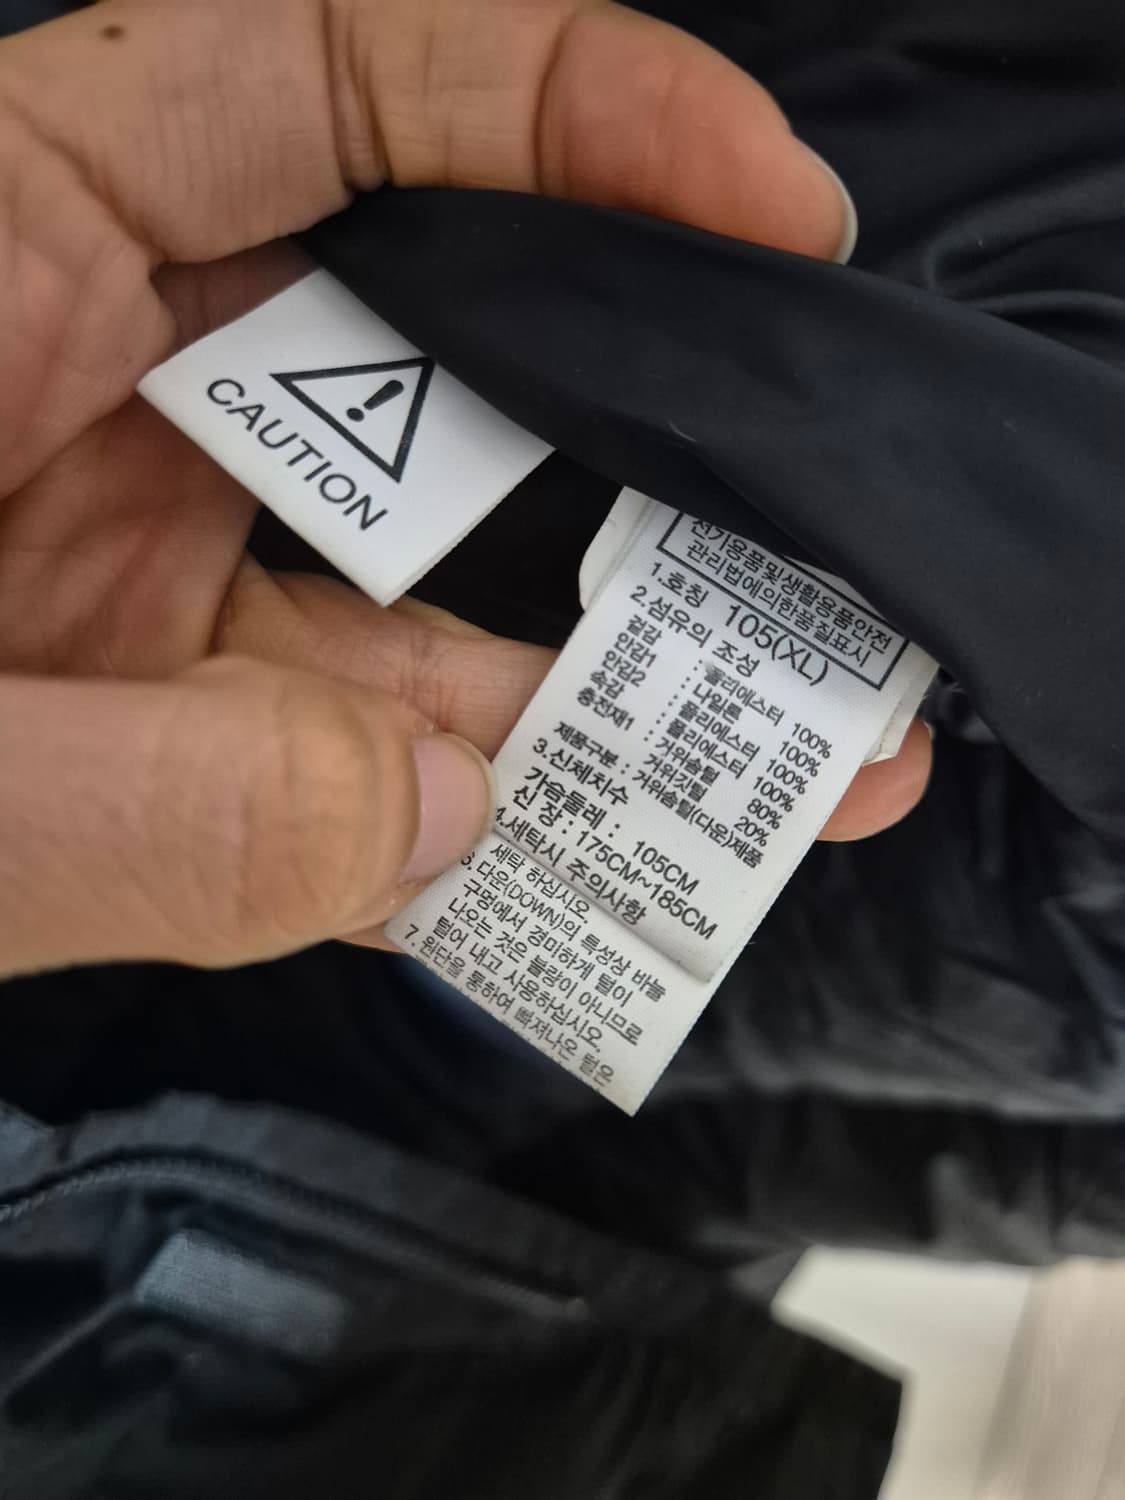 CAUTION
전기용품및생활용품안전
관리법에의한품질표시
1.호칭 105(XL)
2.섬유의 조성
겉감 : 폴리에스터 100%
안감1 : 나일론 100%
안감2 : 폴리에스터 100%
속감 : 폴리에스터 100%
충전재1 : 거위솜털 80%
거위깃털 20%
제품구분 : 거위솜털(다운)제품
3.신체치수
가슴둘레 : 105CM
신 장 : 175CM~185CM
4.세탁시 주의사항
세탁 하십시오.
6. 다운(DOWN)의 특성상 바늘
구멍에서 경미하게 털이
나오는 것은 불량이 아니므로
털어 내고 사용하십시오.
7. 원단을 통하여 빠져나온 털은